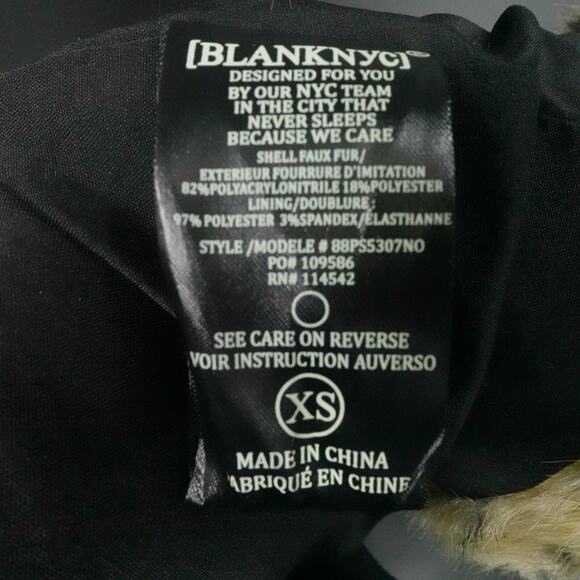 [BLANKNYC]®
DESIGNED FOR YOU
BY OUR NYC TEAM
IN THE CITY THAT
NEVER SLEEPS
BECAUSE WE CARE
SHELL FAUX FUR/
EXTERIEUR FOURRURE D'IMITATION
82%POLYACRYLONITRILE 18%POLYESTER
LINING/DOUBLURE:
97% POLYESTER 3%SPANDEX/ELASTHANNE
STYLE /MODELE # 88PS5307NO
PO# 109586
RN# 114542
SEE CARE ON REVERSE
VOIR INSTRUCTION AUVERSO
XS
MADE IN CHINA
FABRIQUÉ EN CHINE